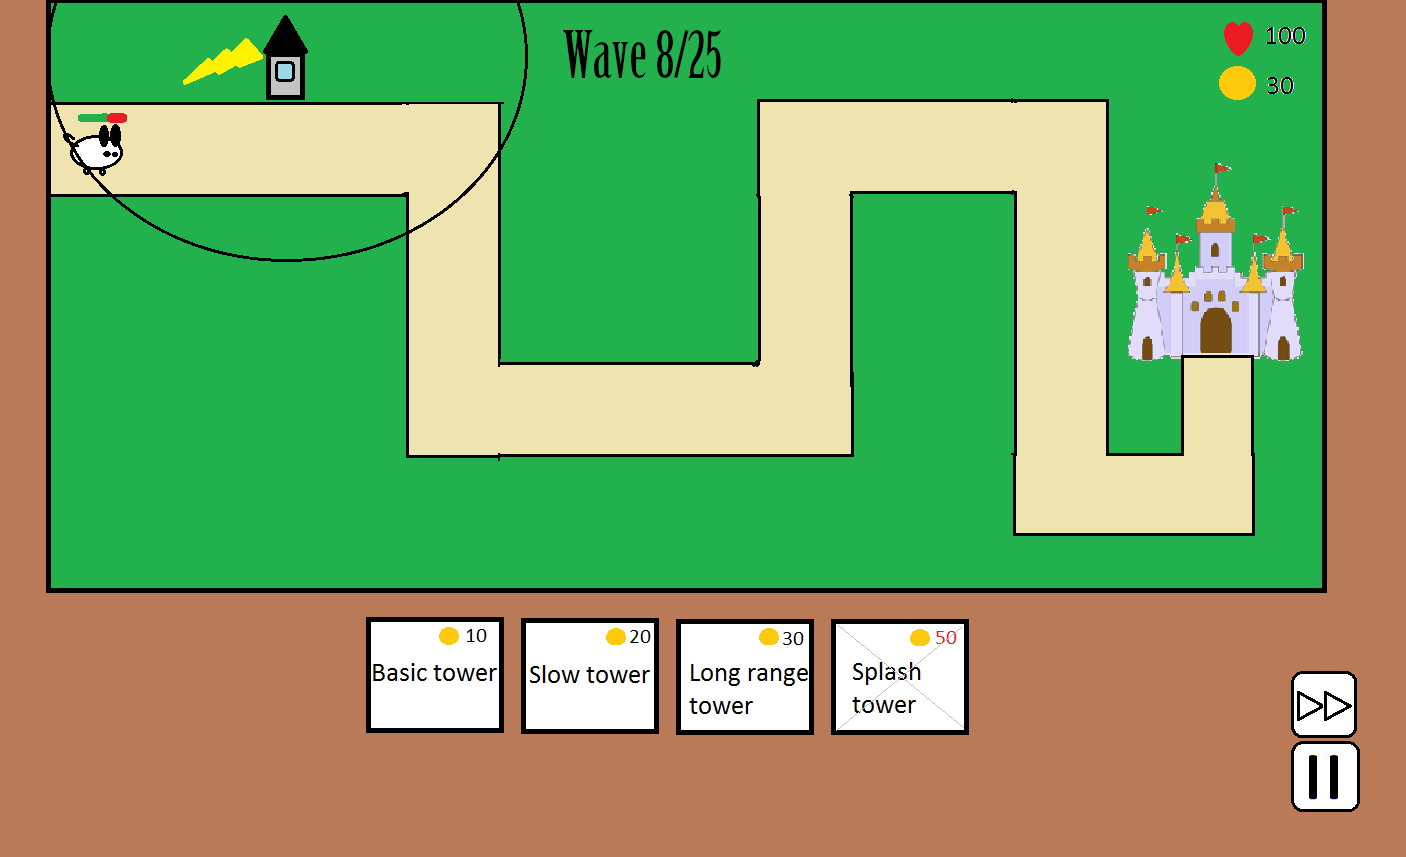 Wave 8/25
100
30
10
Basic tower
20
Slow tower
30
Long range
tower
50
Splash
tower